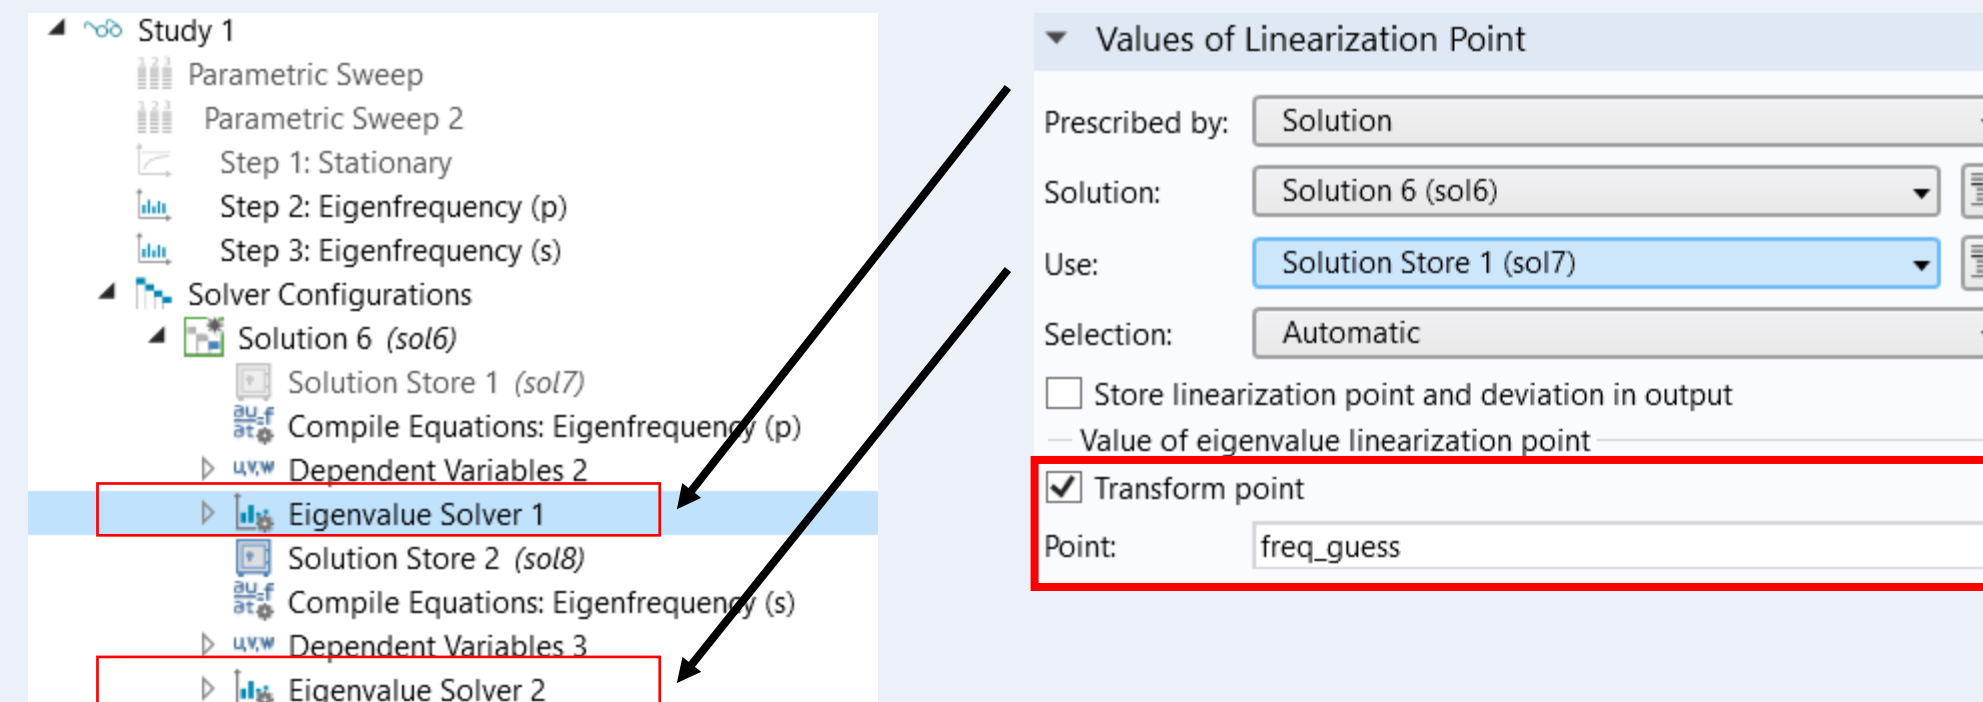 Study 1
Parametric Sweep
Parametric Sweep 2
Step 1: Stationary
Step 2: Eigenfrequency (p)
Step 3: Eigenfrequency (s)
Solver Configurations
Solution 6 (sol6)
Solution Store 1 (sol7)
Compile Equations: Eigenfrequency (p)
Dependent Variables 2
Eigenvalue Solver 1
Solution Store 2 (sol8)
Compile Equations: Eigenfrequency (s)
Dependent Variables 3
Eigenvalue Solver 2
Values of Linearization Point
Prescribed by: Solution
Solution: Solution 6 (sol6)
Use: Solution Store 1 (sol7)
Selection: Automatic
Store linearization point and deviation in output
Value of eigenvalue linearization point
Transform point
Point: freq_guess